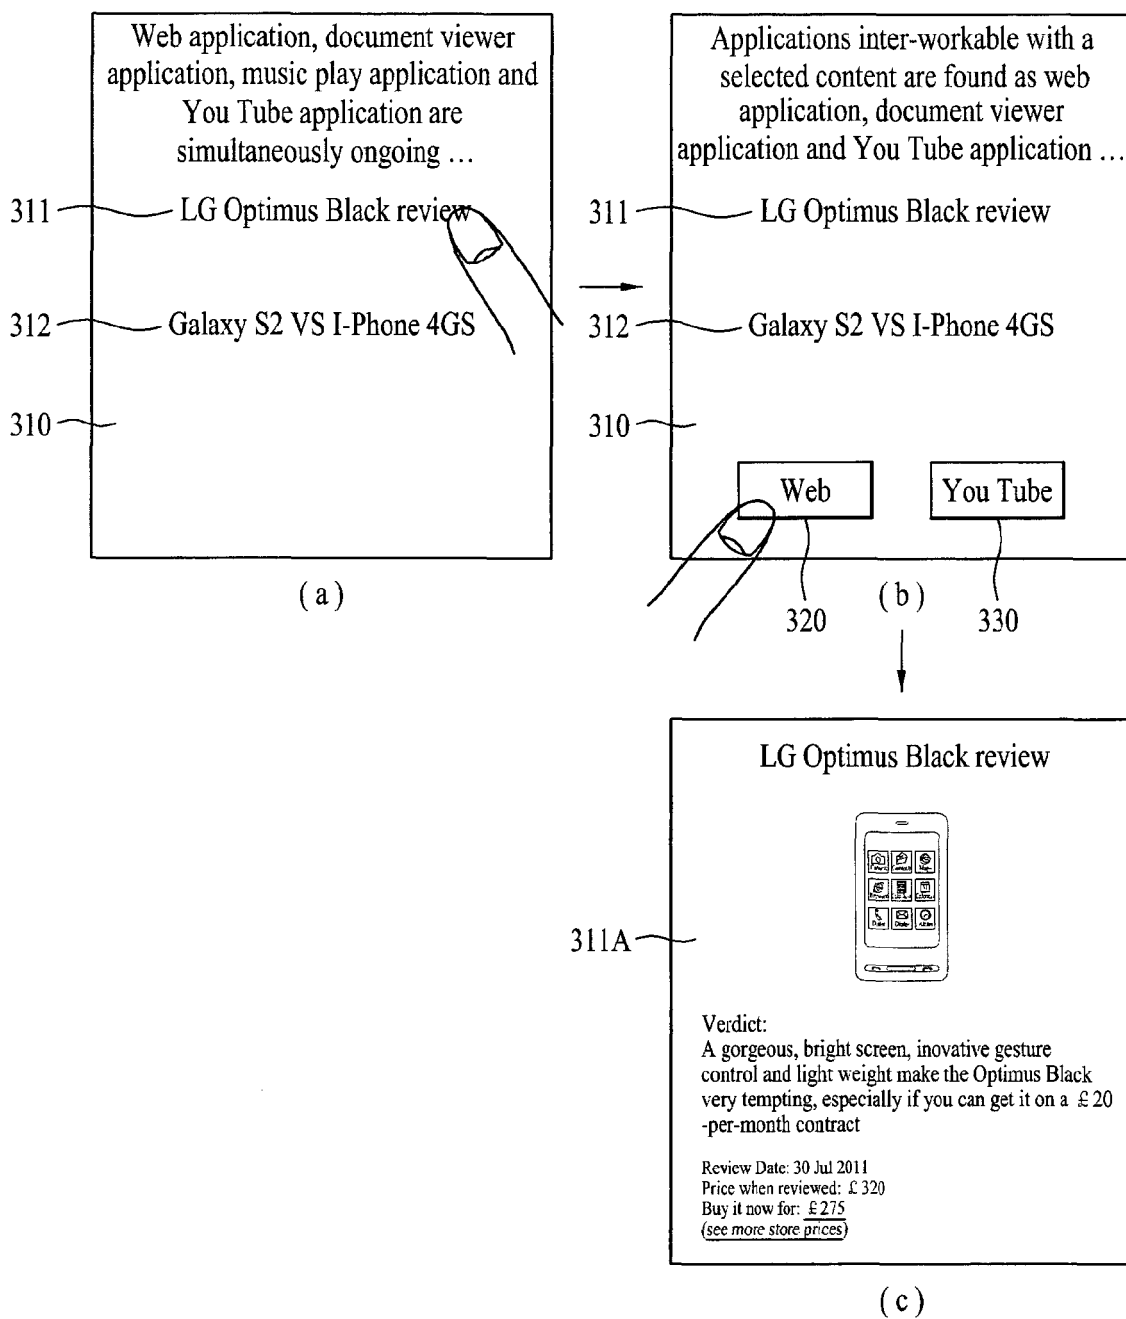 Web application, document viewer
application, music play application and
You Tube application are
simultaneously ongoing ...
311
LG Optimus Black review
312
Galaxy S2 VS I-Phone 4GS
310
(a)
Applications inter-workable with a
selected content are found as web
application, document viewer
application and You Tube application ...
311
LG Optimus Black review
312
Galaxy S2 VS I-Phone 4GS
310
Web
You Tube
320
330
(b)
LG Optimus Black review
311A
Verdict:
A gorgeous, bright screen, inovative gesture
control and light weight make the Optimus Black
very tempting, especially if you can get it on a £20
-per-month contract
Review Date: 30 Jul 2011
Price when reviewed: £320
Buy it now for: £275
(see more store prices)
(c)